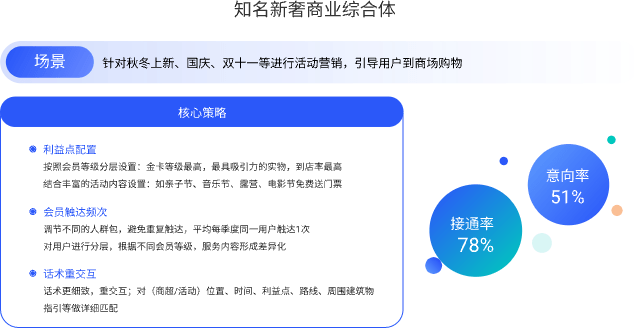 知名新奢商业综合体
场景
针对秋冬上新、国庆、双十一等进行活动营销，引导用户到商场购物
核心策略
利益点配置
按照会员等级分层设置：金卡等级最高，最具吸引力的实物，到店率最高
结合丰富的活动内容设置：如亲子节、音乐节、露营、电影节免费送门票
会员触达频次
调节不同的人群包，避免重复触达，平均每季度同一用户触达1次
对用户进行分层，根据不同会员等级，服务内容形成差异化
话术重交互
话术更细致，重交互；对（商超/活动）位置、时间、利益点、路线、周围建筑物
指引等做详细匹配
意向率
51%
接通率
78%